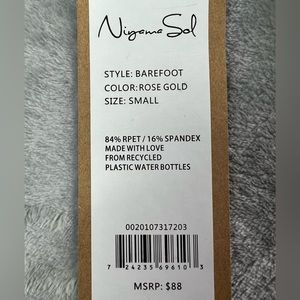 Niyama Sol
STYLE: BAREFOOT
COLOR: ROSE GOLD
SIZE: SMALL
84% RPET / 16% SPANDEX
MADE WITH LOVE
FROM RECYCLED
PLASTIC WATER BOTTLES
0020107317203
7 24235 69610 3
MSRP: $88